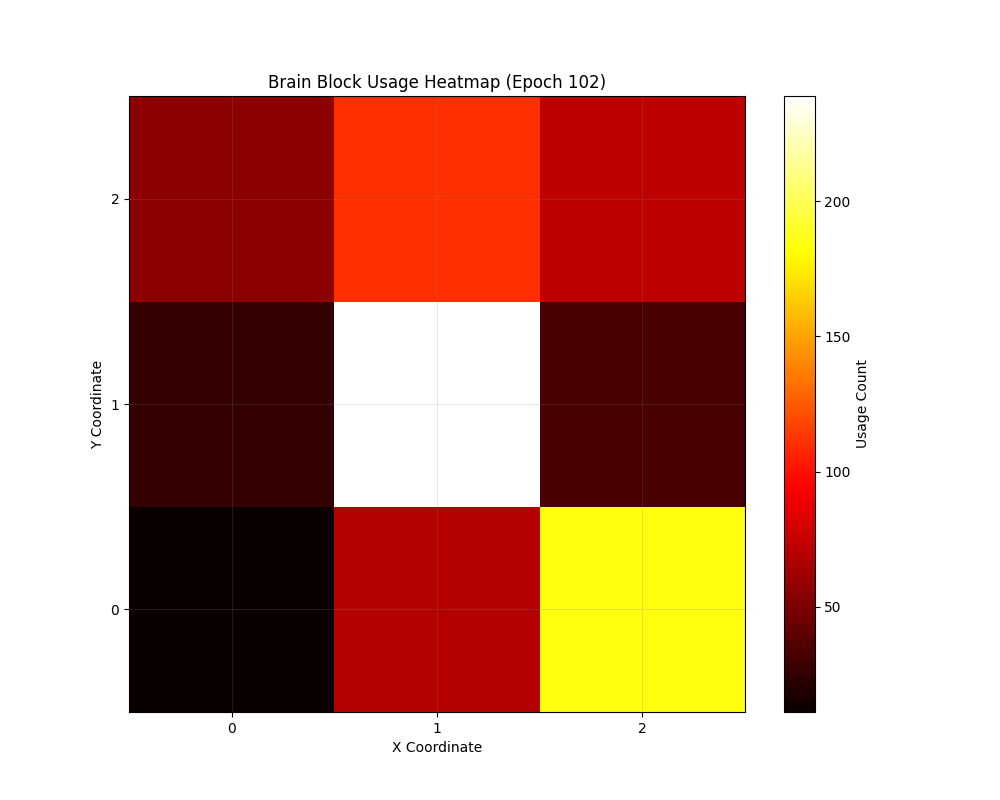 Brain Block Usage Heatmap (Epoch 102)
2
1
0
Y Coordinate
0 1 2
X Coordinate
200
150
100
50
Usage Count